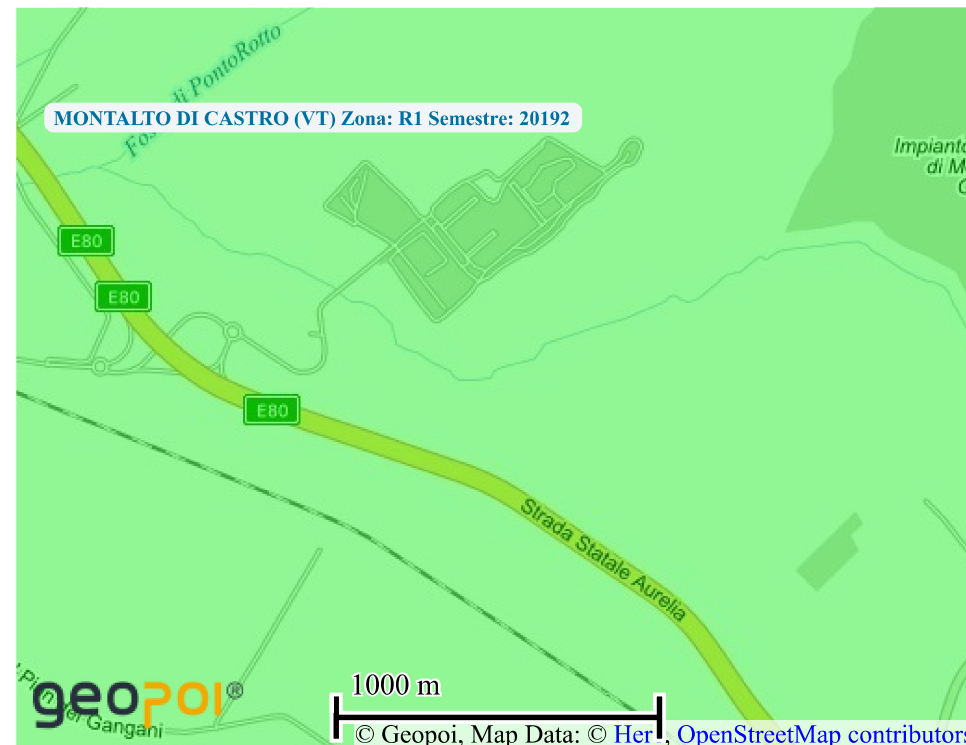 Fos di PontoRotto
MONTALTO DI CASTRO (VT) Zona: R1 Semestre: 20192
Impianto
di M
C
E80
E80
E80
Strada Statale Aurelia
Gangani
geopoi®
1000 m
© Geopoi, Map Data: © Her, OpenStreetMap contributors